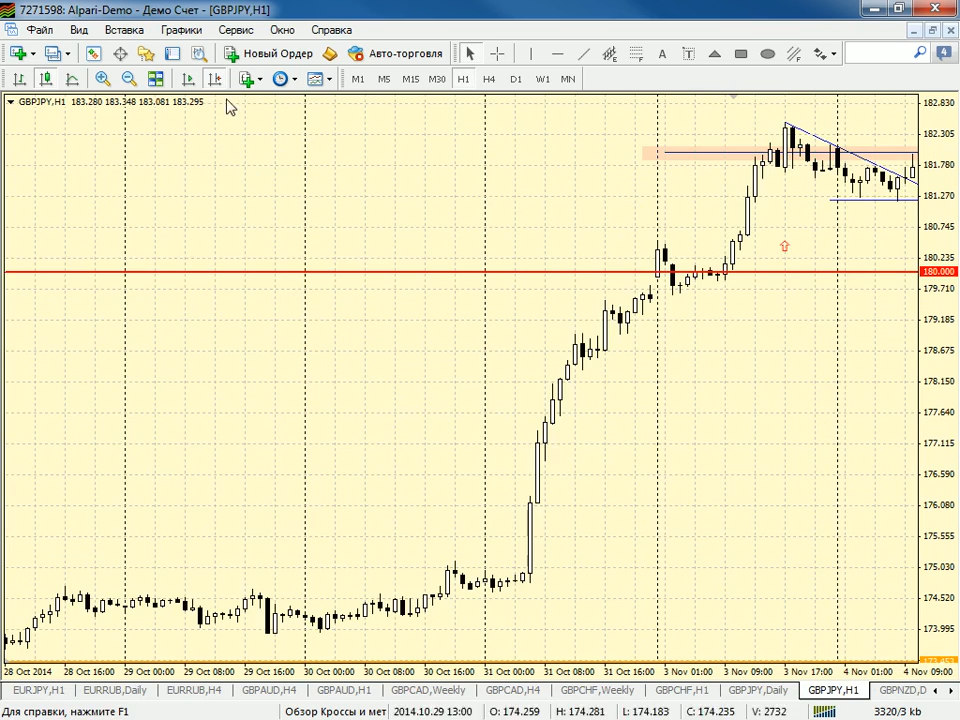 7271598: Alpari-Demo - Демо Счет - [GBPJPY,H1]
Файл Вид Вставка Графики Сервис Окно Справка
Новый Ордер Авто-торговля A T 4
M1 M5 M15 M30 H1 H4 D1 W1 MN
GBPJPY,H1 183.280 183.348 183.081 183.295
182.830
182.305
181.780
181.270
180.745
180.235
180.000
179.710
179.185
178.675
178.150
177.640
177.115
176.590
176.080
175.555
175.030
174.520
173.995
28 Oct 2014 28 Oct 16:00 29 Oct 00:00 29 Oct 08:00 29 Oct 16:00 30 Oct 00:00 30 Oct 08:00 30 Oct 16:00 31 Oct 00:00 31 Oct 08:00 31 Oct 16:00 3 Nov 01:00 3 Nov 09:00 3 Nov 17:00 4 Nov 01:00 4 Nov 09:00
EURJPY,H1 EURRUB,Daily EURRUB,H4 GBPAUD,H4 GBPAUD,H1 GBPCAD,Weekly GBPCAD,H4 GBPCHF,Weekly GBPCHF,H1 GBPJPY,Daily GBPJPY,H1 GBPNZD,D
Для справки, нажмите F1 Обзор Кроссы и мет 2014.10.29 13:00 O: 174.259 H: 174.281 L: 174.183 C: 174.235 V: 2732 3320/3 kb